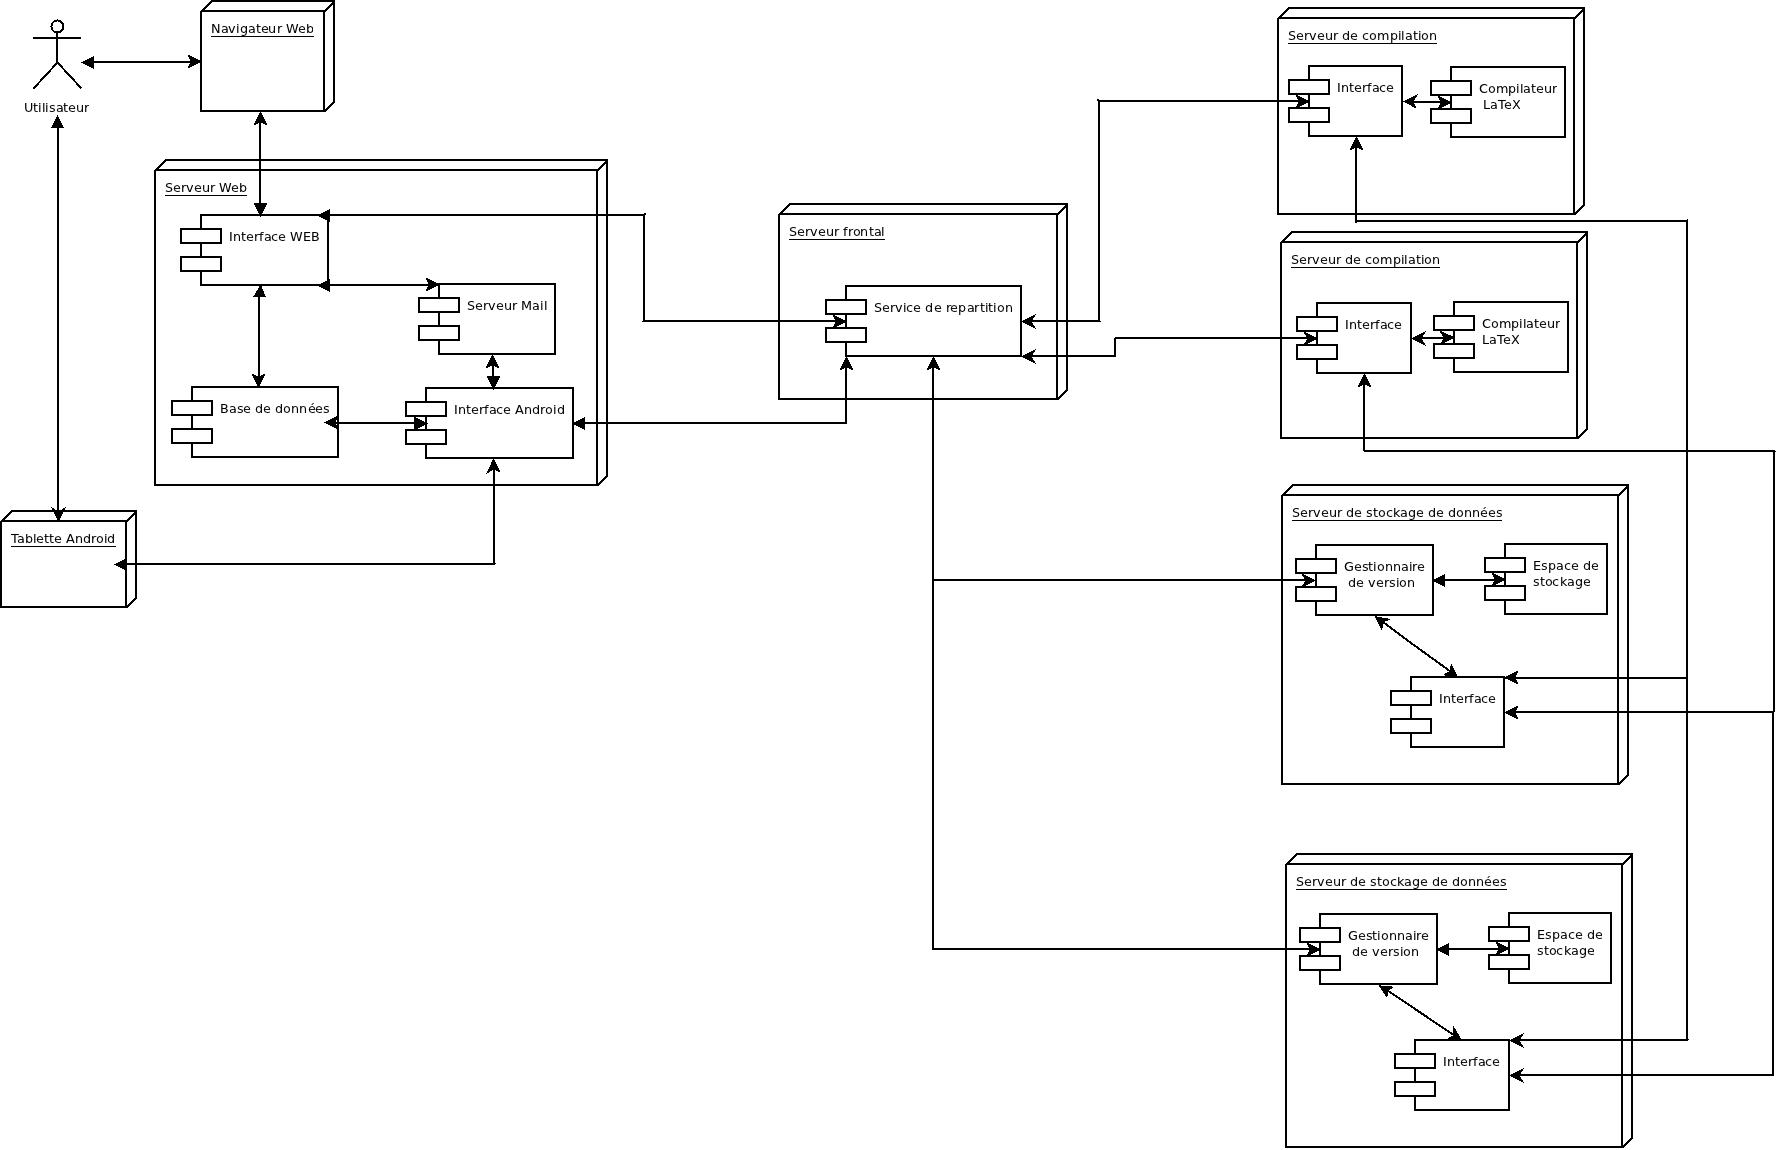 Utilisateur
Navigateur Web
Serveur Web
Interface WEB
Serveur Mail
Base de données
Interface Android
Tablette Android
Serveur frontal
Service de repartition
Serveur de compilation
Interface
Compilateur
LaTeX
Serveur de compilation
Interface
Compilateur
LaTeX
Serveur de stockage de données
Gestionnaire
de version
Espace de
stockage
Interface
Serveur de stockage de données
Gestionnaire
de version
Espace de
stockage
Interface